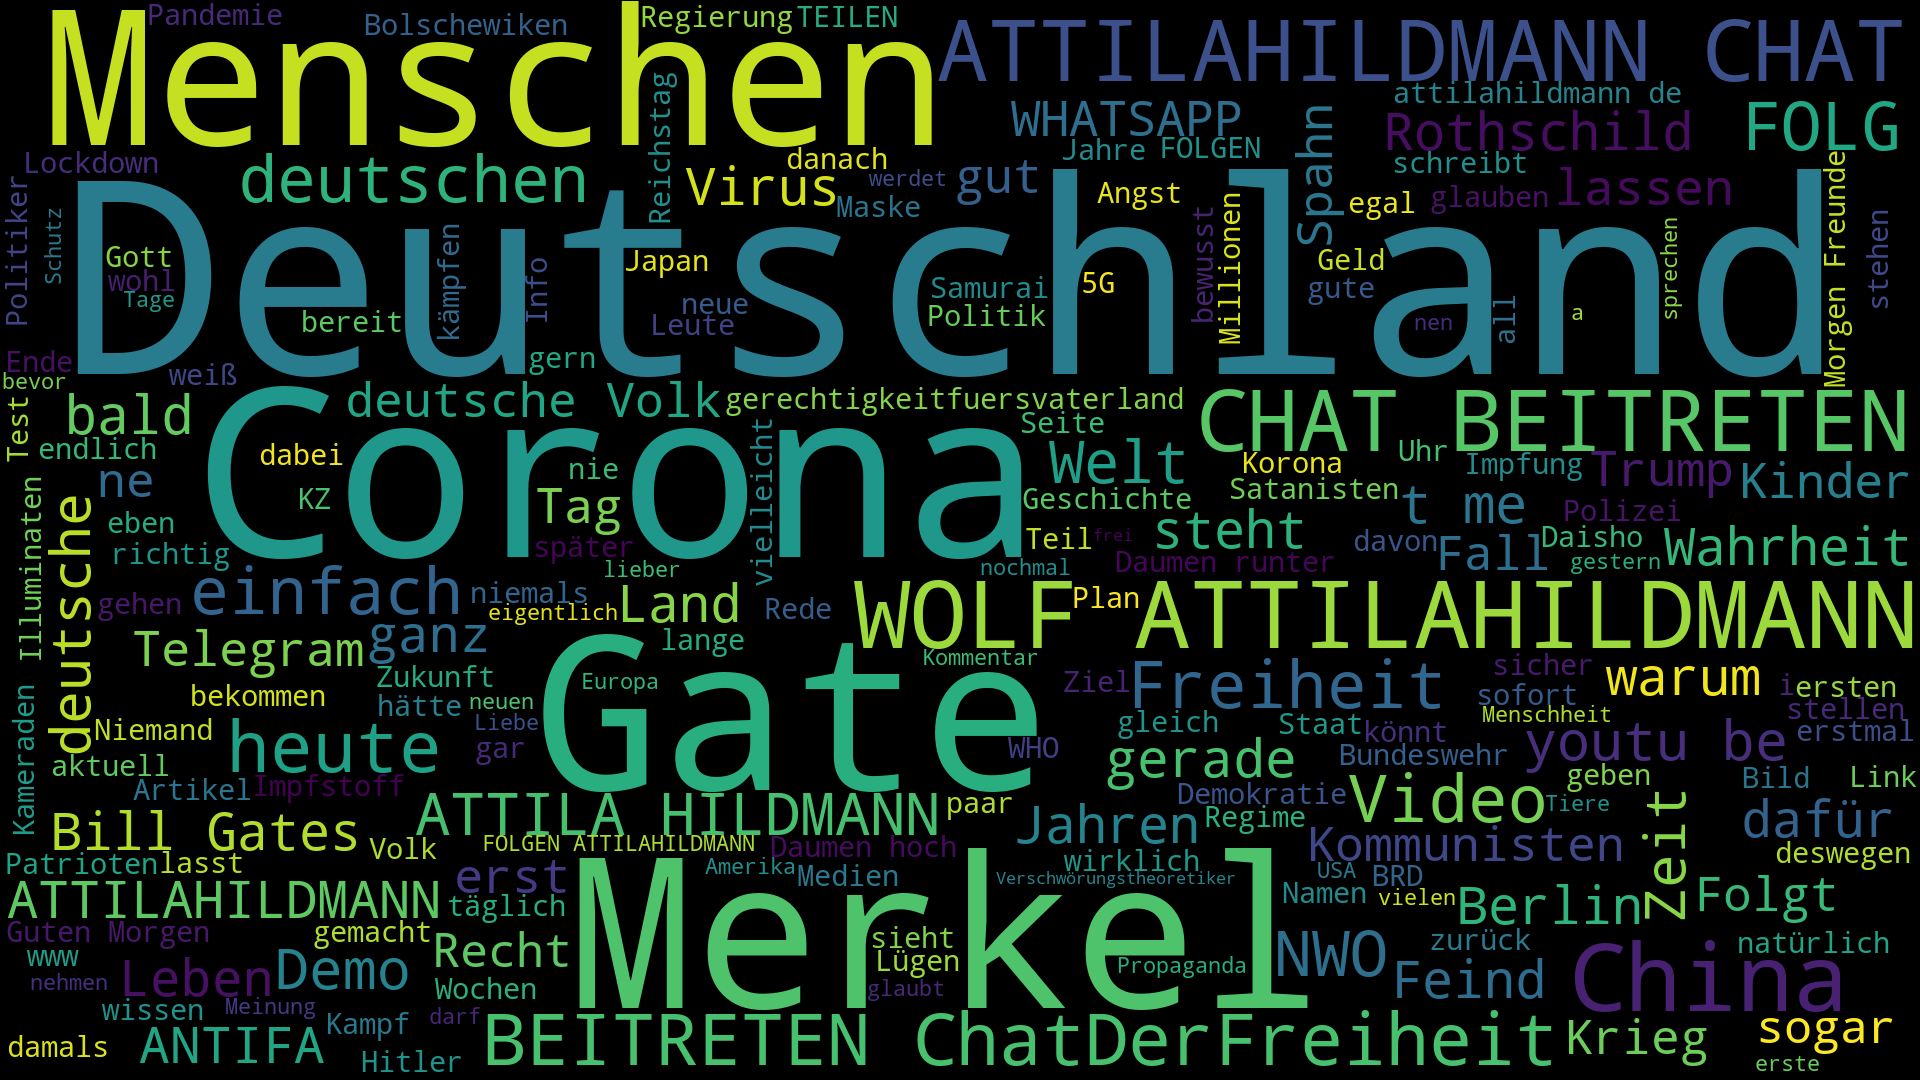 Pandemie
Bolschewiken
Regierung
TEILEN
Menschen
ATTILAHILDMANN CHAT
attilahildmann de
WHATSAPP
Rothschild
FOLG
Reichstag
Spahn
Lockdown
deutschen
Virus
danach
werdet
gut
Jahre
FOLGEN
schreibt
Maske
Angst
egal
glauben
lassen
Morgen Freunde
Politiker
Schutz
Deutschland
Gott
wohl
Tage
kämpfen
Info
Japan
neue
Leute
Samurai
Politik
5G
bewusst
Millionen
Geld
gute
sprechen
stehen
bereit
nen
all
a
Ende
bevor
weiß
gern
Test
bald
deutsche Volk
gerechtigkeitfuersvaterland
CHAT BEITRETEN
Seite
endlich
Corona
dabei
nie
vielleicht
Welt
Korona
Uhr
Impfung
Trump
Kinder
ne
KZ
Tag
Geschichte
Satanisten
t me
Polizei
Illuminaten
deutsche
eben
richtig
später
Teil
frei
steht
davon
Fall
Daisho
Wahrheit
lieber
nochmal
Daumen runter
gestern
gehen
einfach
niemals
eigentlich
Land
Rede
WOLF ATTILAHILDMANN
Plan
Telegram
ganz
lange
Kommentar
Zukunft
Gate
Europa
Ziel
Freiheit
sicher
sofort
warum
i
ersten
bekommen
hätte
neuen
Kameraden
Niemand
heute
Liebe
gar
WHO
gleich
Staat
könnt
Menschheit
stellen
erstmal
aktuell
gerade
Bundeswehr
youtu be
Artikel
Impfstoff
Demokratie
Video
geben
Tiere
Bild
Link
Bill Gates
ATTILA HILDMANN
paar
Jahren
Regime
Zeit
dafür
Volk
FOLGEN ATTILAHILDMANN
Daumen hoch
Kommunisten
Patrioten
lasst
Amerika
Medien
wirklich
Verschwörungstheoretiker
USA
BRD
deswegen
erst
Merkel
Namen
vielen
ATTILAHILDMANN
täglich
Berlin
Folgt
Guten Morgen
gemacht
Recht
sieht
Lügen
NWO
zurück
natürlich
www
nehmen
Leben
Demo
Wochen
glaubt
Propaganda
Feind
China
wissen
Meinung
Kampf
darf
damals
ANTIFA
Hitler
BEITRETEN ChatDerFreiheit
Krieg
sogar
erste